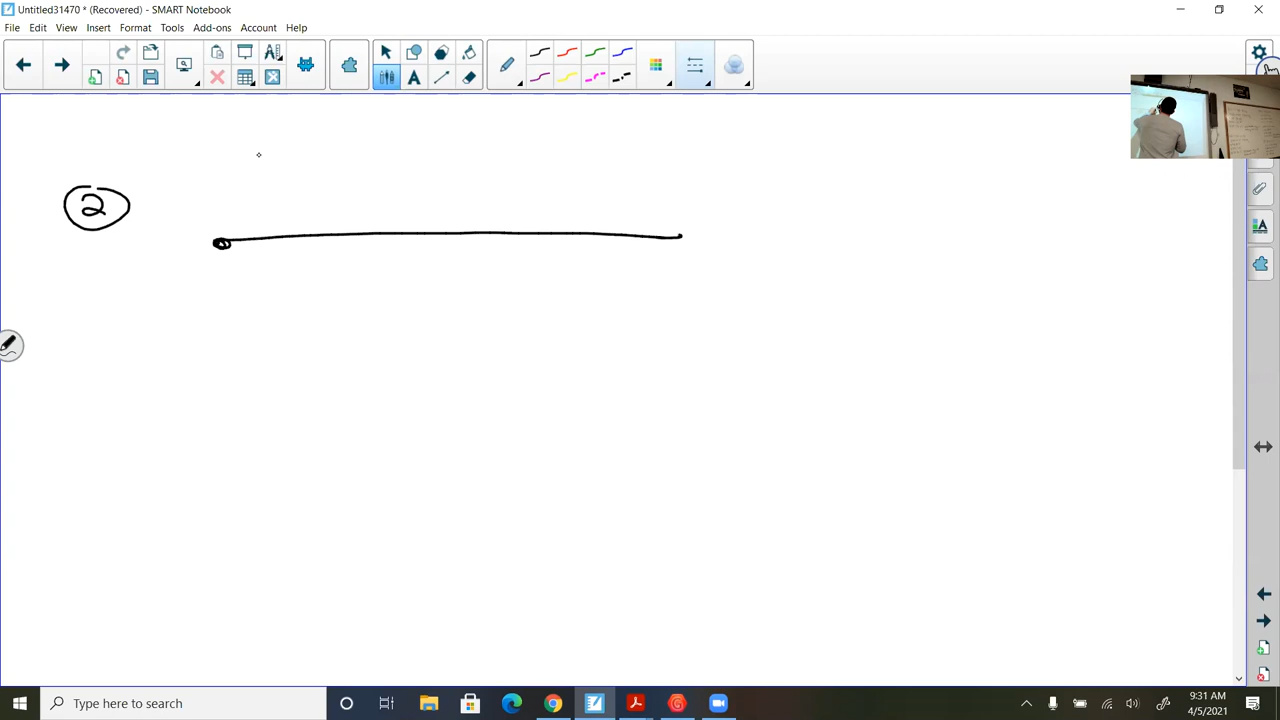 Untitled31470 * (Recovered) - SMART Notebook
File Edit View Insert Format Tools Add-ons Account Help
2
Type here to search
9:31 AM
4/5/2021